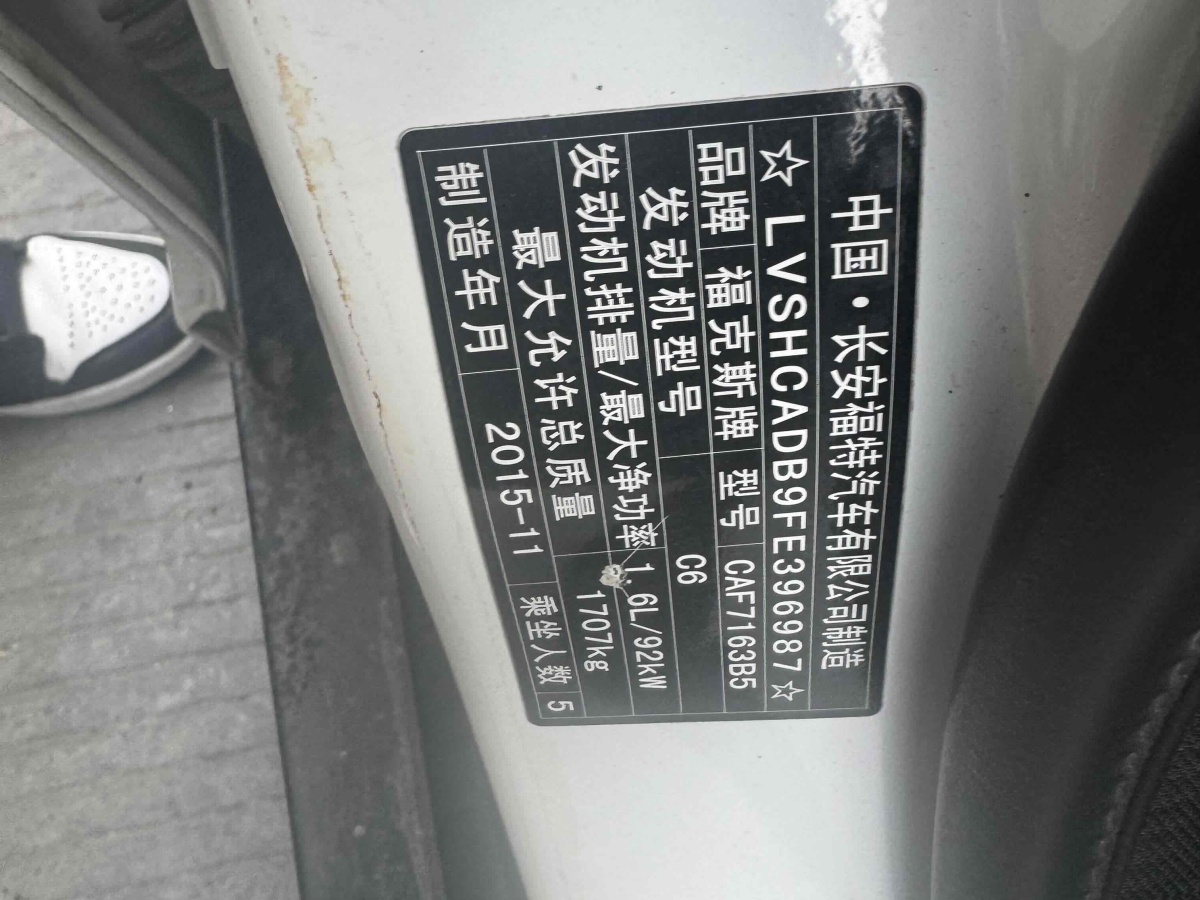 中国·长安福特汽车有限公司制造
☆LVSHCADB9FE396987☆
品牌 福克斯牌 型号 CAF7163B5
发动机型号 C6
发动机排量/最大净功率 1.6L/92kW
最大允许总质量 1707kg
制造年月 2015-11 乘坐人数 5